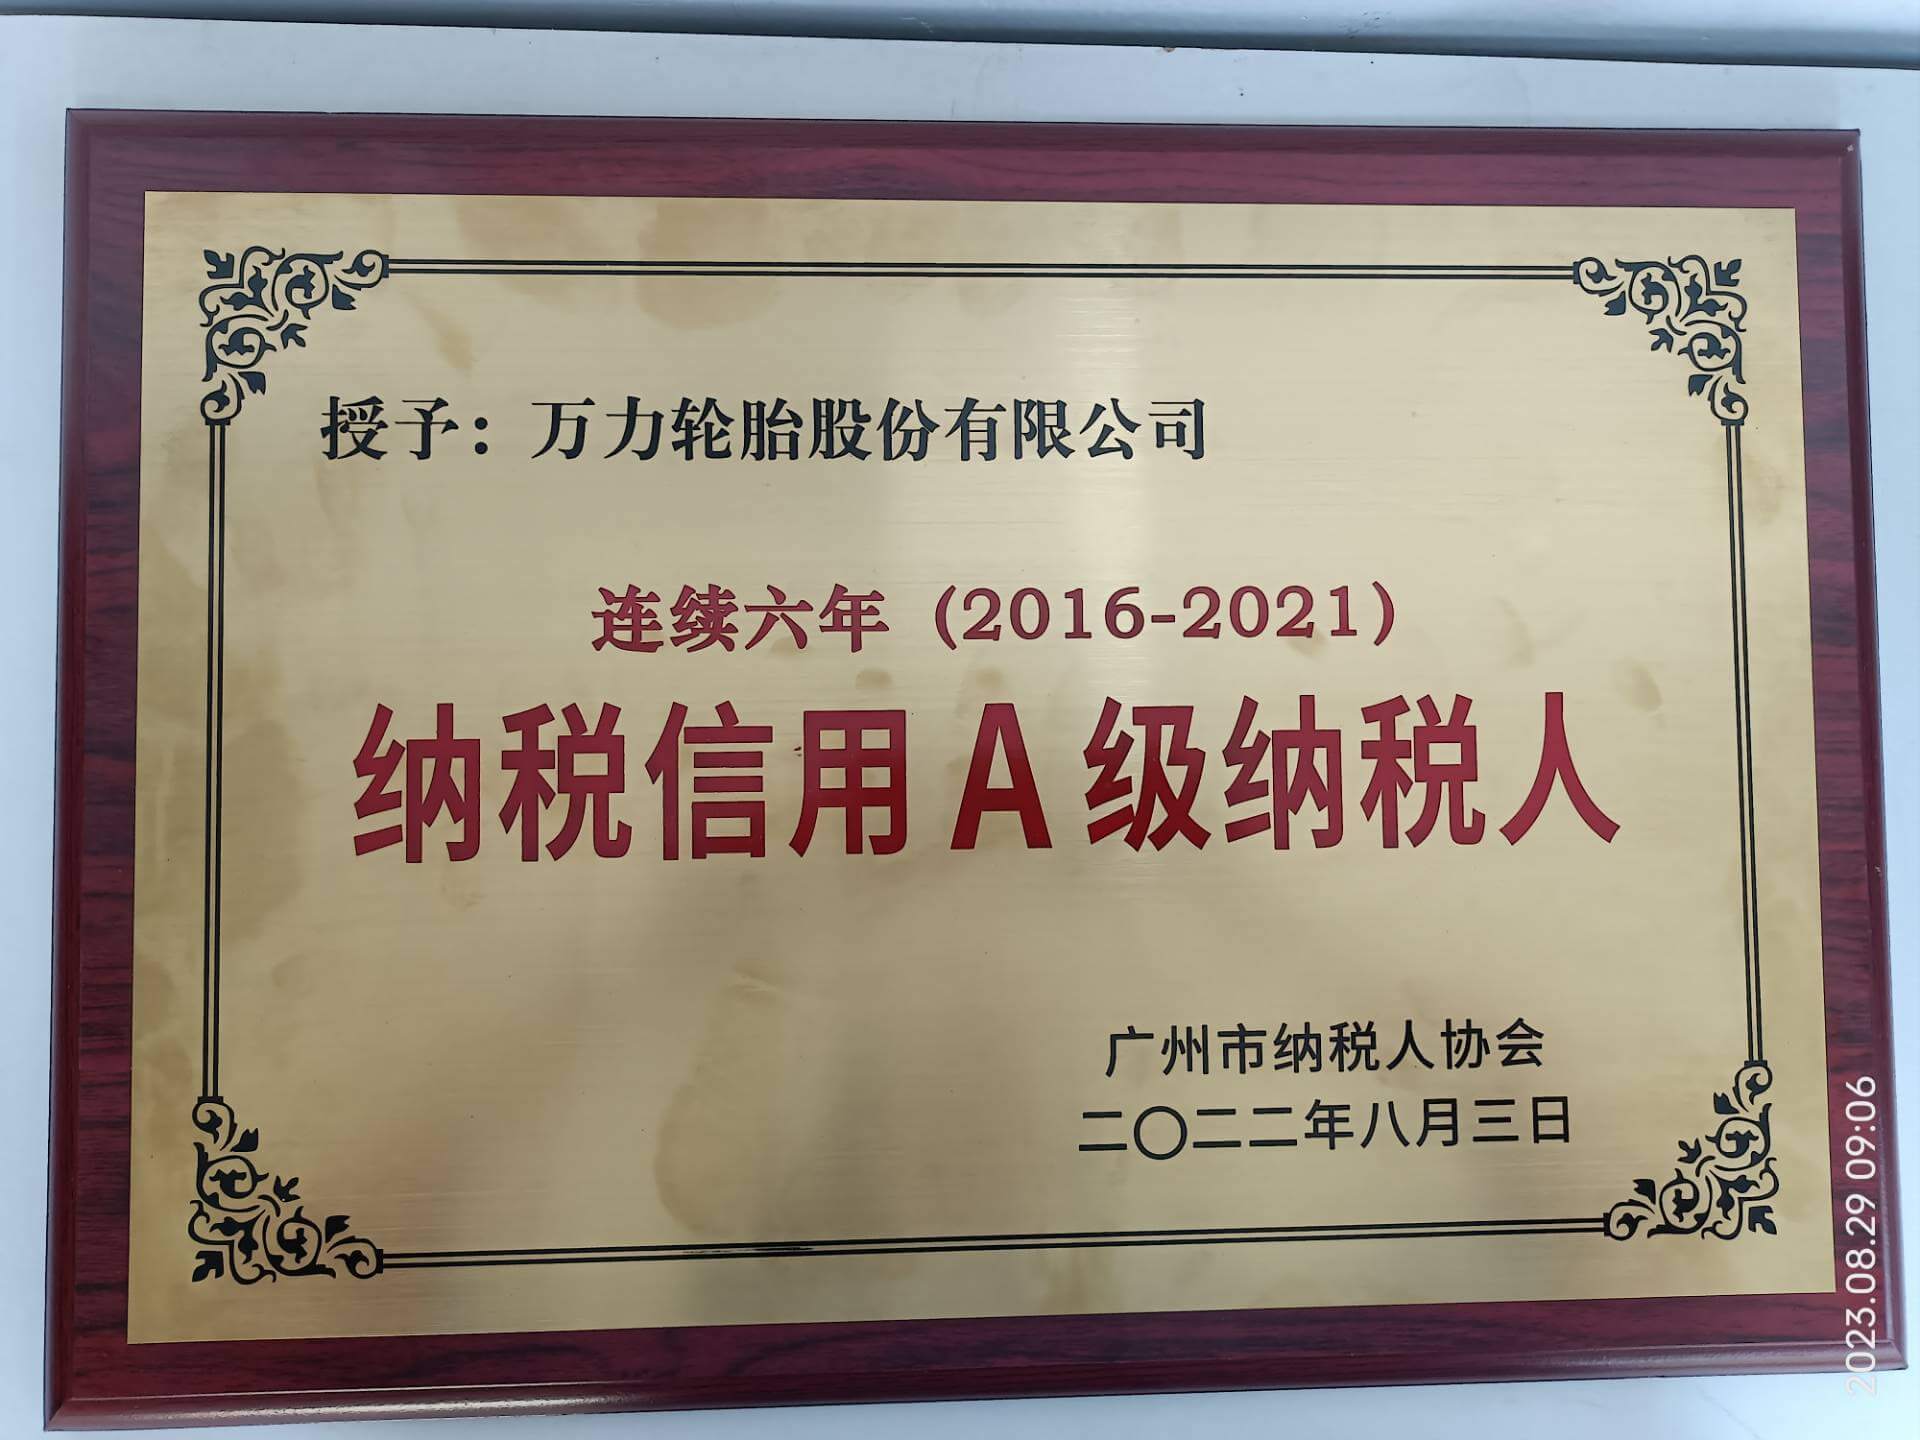 授予：万力轮胎股份有限公司
连续六年（2016-2021）
纳税信用A级纳税人
广州市纳税人协会
二〇二二年八月三日
2023.08.29 09:06